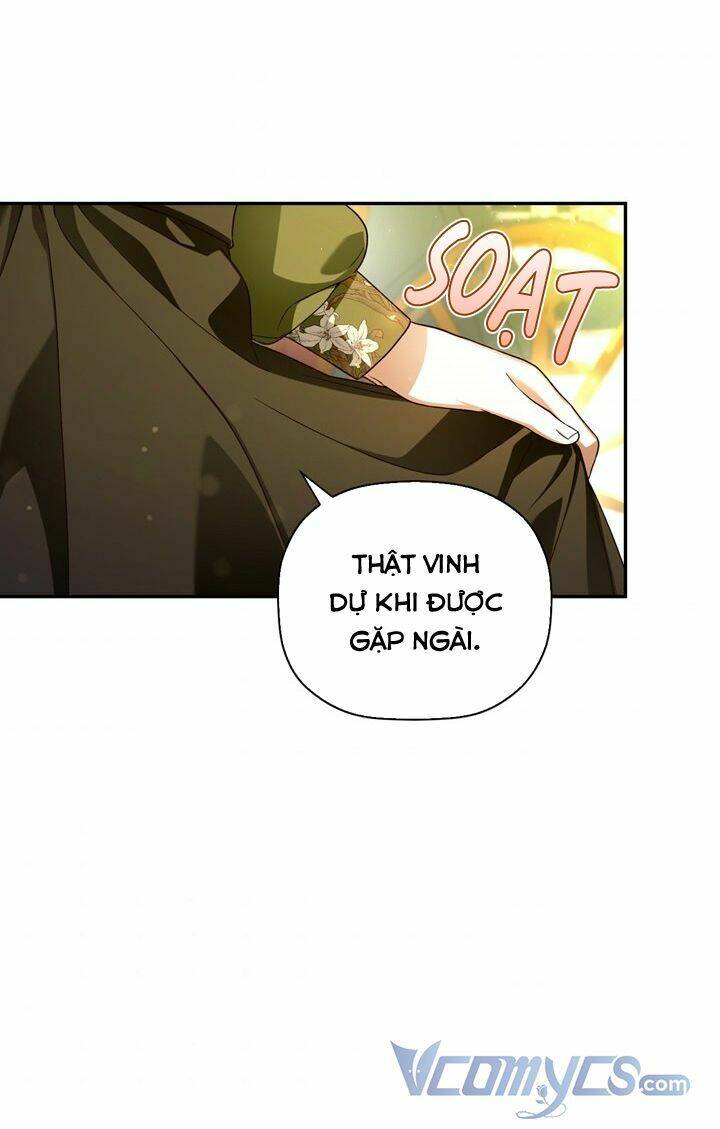 SOẠT
THẬT VINH
DỰ KHI ĐƯỢC
GẶP NGÀI.
VCOMYCS.com